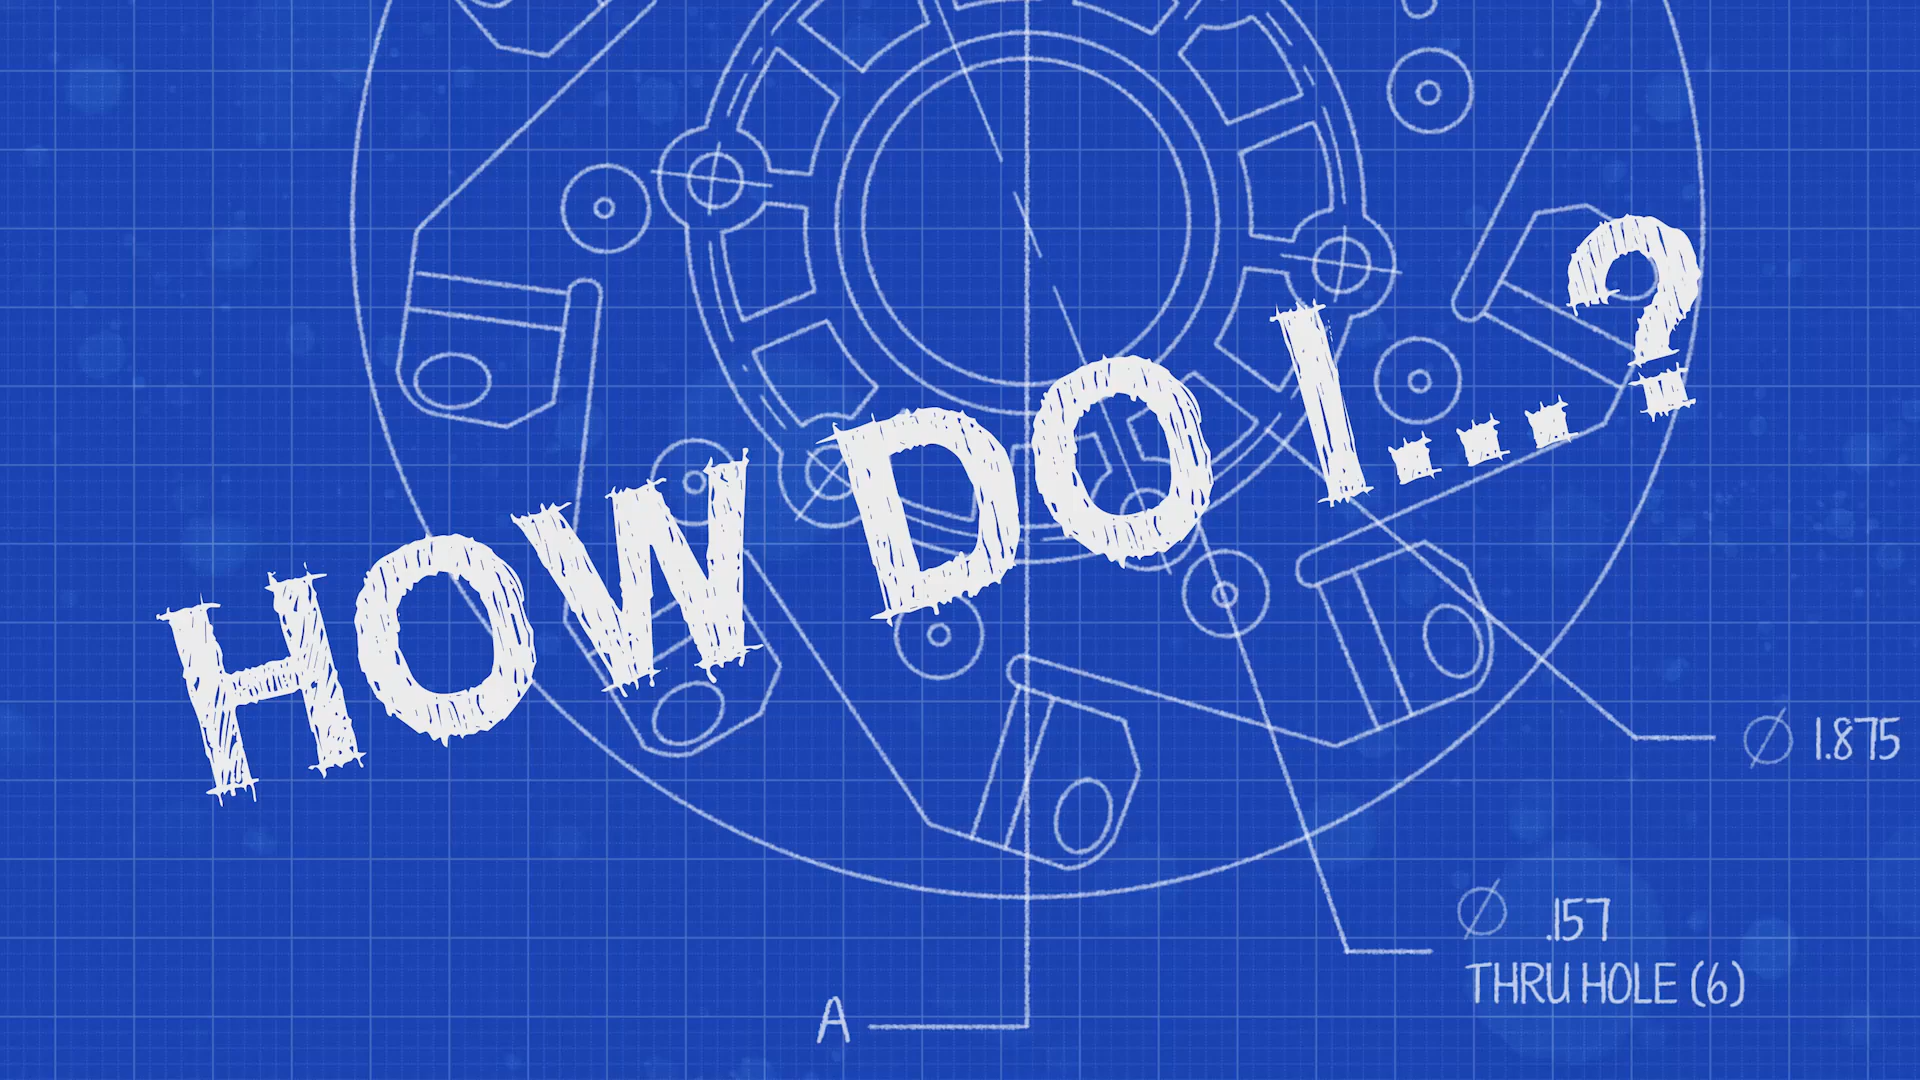 HOW DO I...?
Ø 1.875
Ø .157
THRU HOLE (6)
A